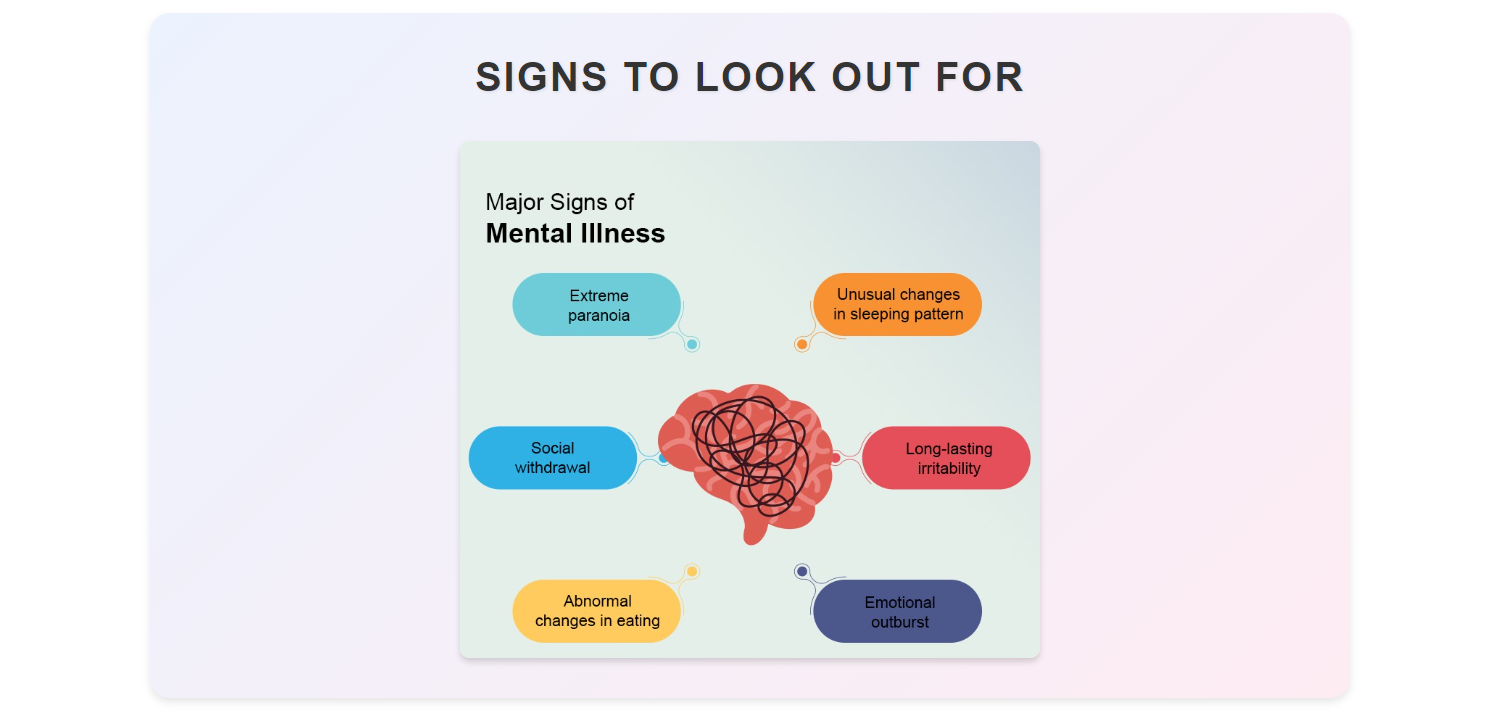 SIGNS TO LOOK OUT FOR
Major Signs of
Mental Illness
Extreme
paranoia
Unusual changes
in sleeping pattern
Social
withdrawal
Long-lasting
irritability
Abnormal
changes in eating
Emotional
outburst